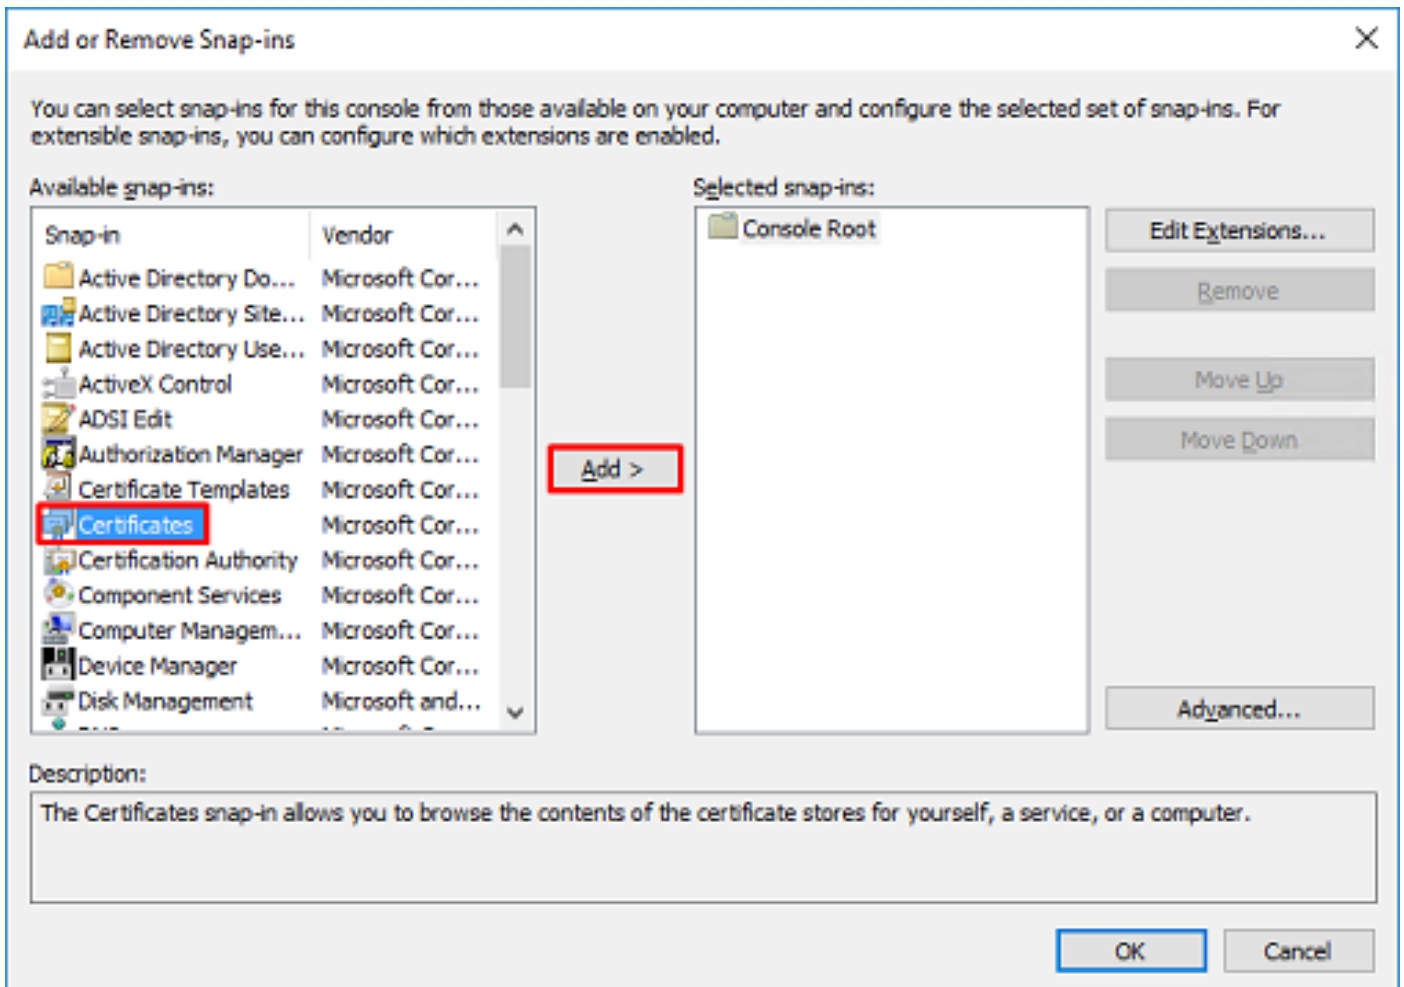 Add or Remove Snap-ins
You can select snap-ins for this console from those available on your computer and configure the selected set of snap-ins. For
extensible snap-ins, you can configure which extensions are enabled.
Available snap-ins:
Snap-in Vendor
Active Directory Do... Microsoft Cor...
Active Directory Site... Microsoft Cor...
Active Directory Use... Microsoft Cor...
ActiveX Control Microsoft Cor...
ADSI Edit Microsoft Cor...
Authorization Manager Microsoft Cor...
Certificate Templates Microsoft Cor...
Certificates Microsoft Cor...
Certification Authority Microsoft Cor...
Component Services Microsoft Cor...
Computer Managem... Microsoft Cor...
Device Manager Microsoft Cor...
Disk Management Microsoft and...
Add >
Selected snap-ins:
Console Root
Edit Extensions...
Remove
Move Up
Move Down
Advanced...
Description:
The Certificates snap-in allows you to browse the contents of the certificate stores for yourself, a service, or a computer.
OK Cancel